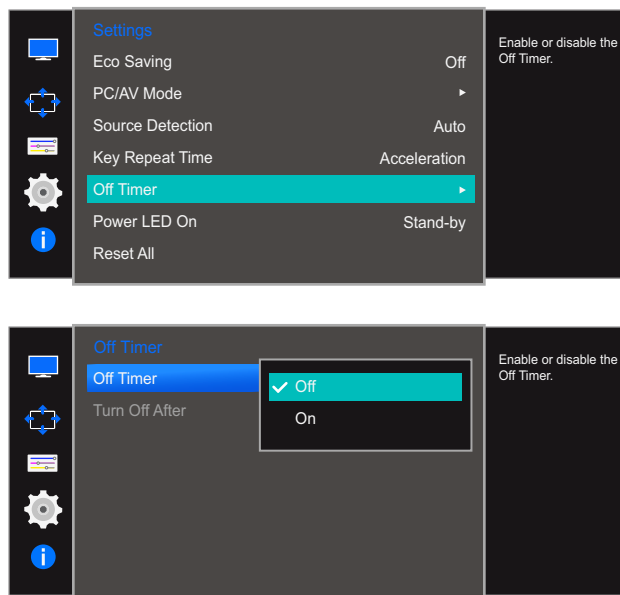 Settings
Eco Saving Off
PC/AV Mode
Source Detection Auto
Key Repeat Time Acceleration
Off Timer
Power LED On Stand-by
Reset All
Enable or disable the
Off Timer.
Off Timer
Off Timer
Turn Off After
Off
On
Enable or disable the
Off Timer.